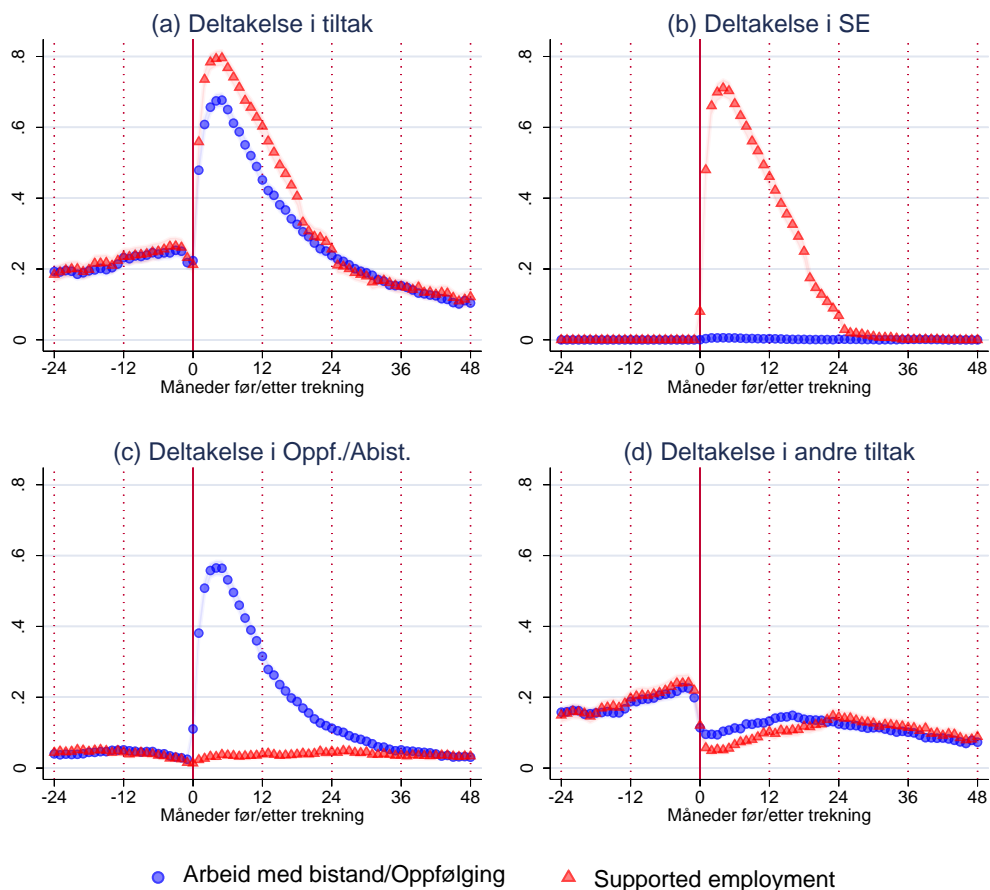 (a) Deltakelse i tiltak
.8
.6
.4
.2
0
-24 -12 0 12 24 36 48
Måneder før/etter trekning
(b) Deltakelse i SE
.8
.6
.4
.2
0
-24 -12 0 12 24 36 48
Måneder før/etter trekning
(c) Deltakelse i Oppf./Abist.
.8
.6
.4
.2
0
-24 -12 0 12 24 36 48
Måneder før/etter trekning
(d) Deltakelse i andre tiltak
.8
.6
.4
.2
0
-24 -12 0 12 24 36 48
Måneder før/etter trekning
Arbeid med bistand/Oppfølging
Supported employment